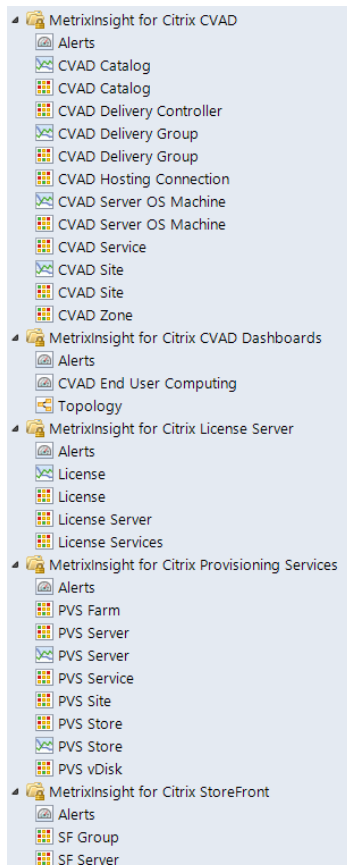 MetrixInsight for Citrix CVAD
Alerts
CVAD Catalog
CVAD Catalog
CVAD Delivery Controller
CVAD Delivery Group
CVAD Delivery Group
CVAD Hosting Connection
CVAD Server OS Machine
CVAD Server OS Machine
CVAD Service
CVAD Site
CVAD Site
CVAD Zone
MetrixInsight for Citrix CVAD Dashboards
Alerts
CVAD End User Computing
Topology
MetrixInsight for Citrix License Server
Alerts
License
License
License Server
License Services
MetrixInsight for Citrix Provisioning Services
Alerts
PVS Farm
PVS Server
PVS Server
PVS Service
PVS Site
PVS Store
PVS Store
PVS vDisk
MetrixInsight for Citrix StoreFront
Alerts
SF Group
SF Server